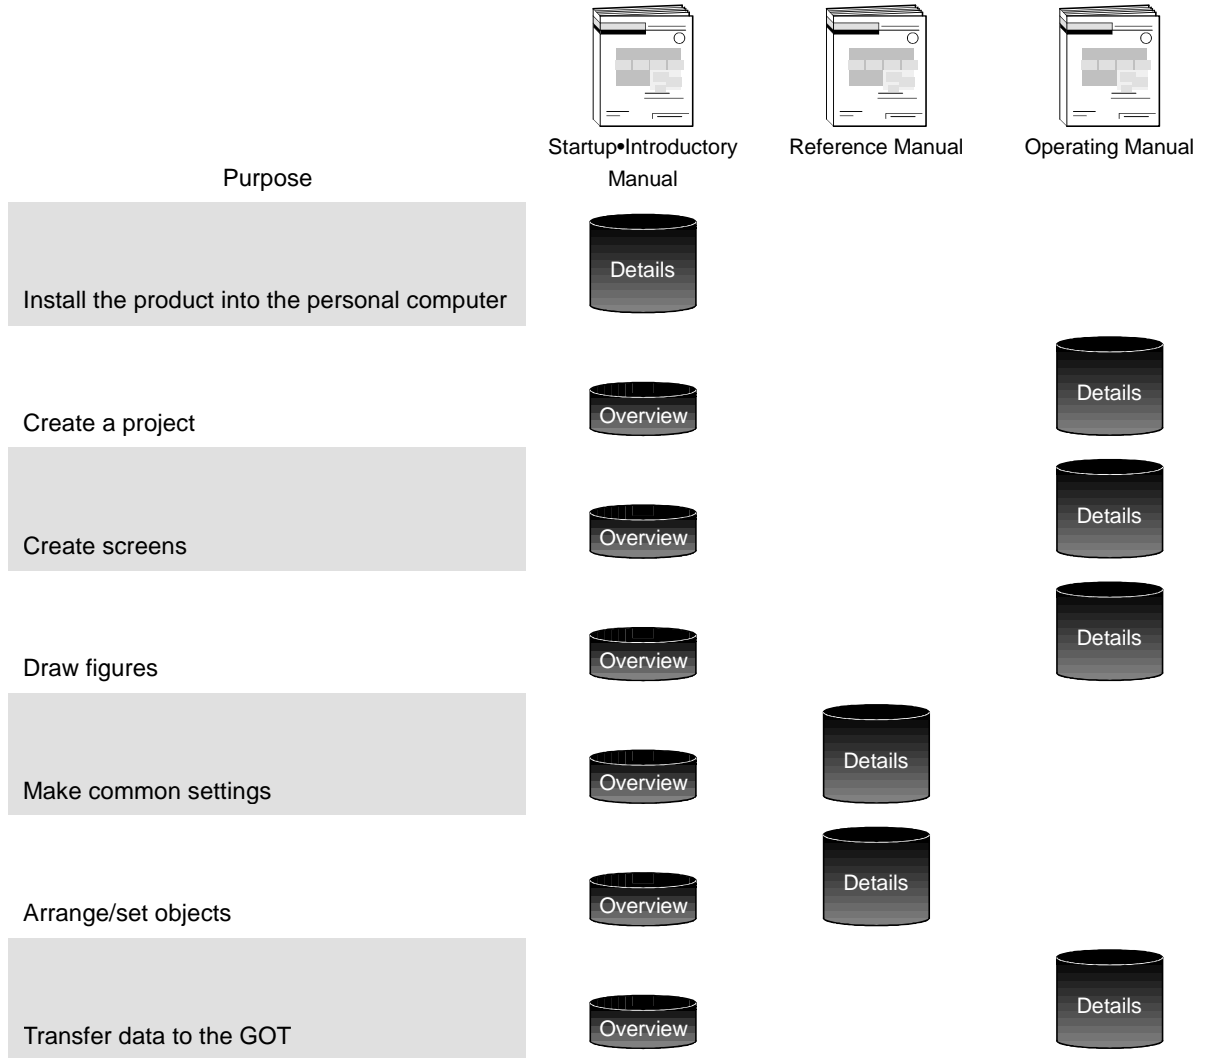 Startup•Introductory
Manual
Reference Manual
Operating Manual
Purpose
Details
Install the product into the personal computer
Details
Overview
Create a project
Details
Overview
Create screens
Details
Overview
Draw figures
Details
Overview
Make common settings
Details
Overview
Arrange/set objects
Details
Overview
Transfer data to the GOT